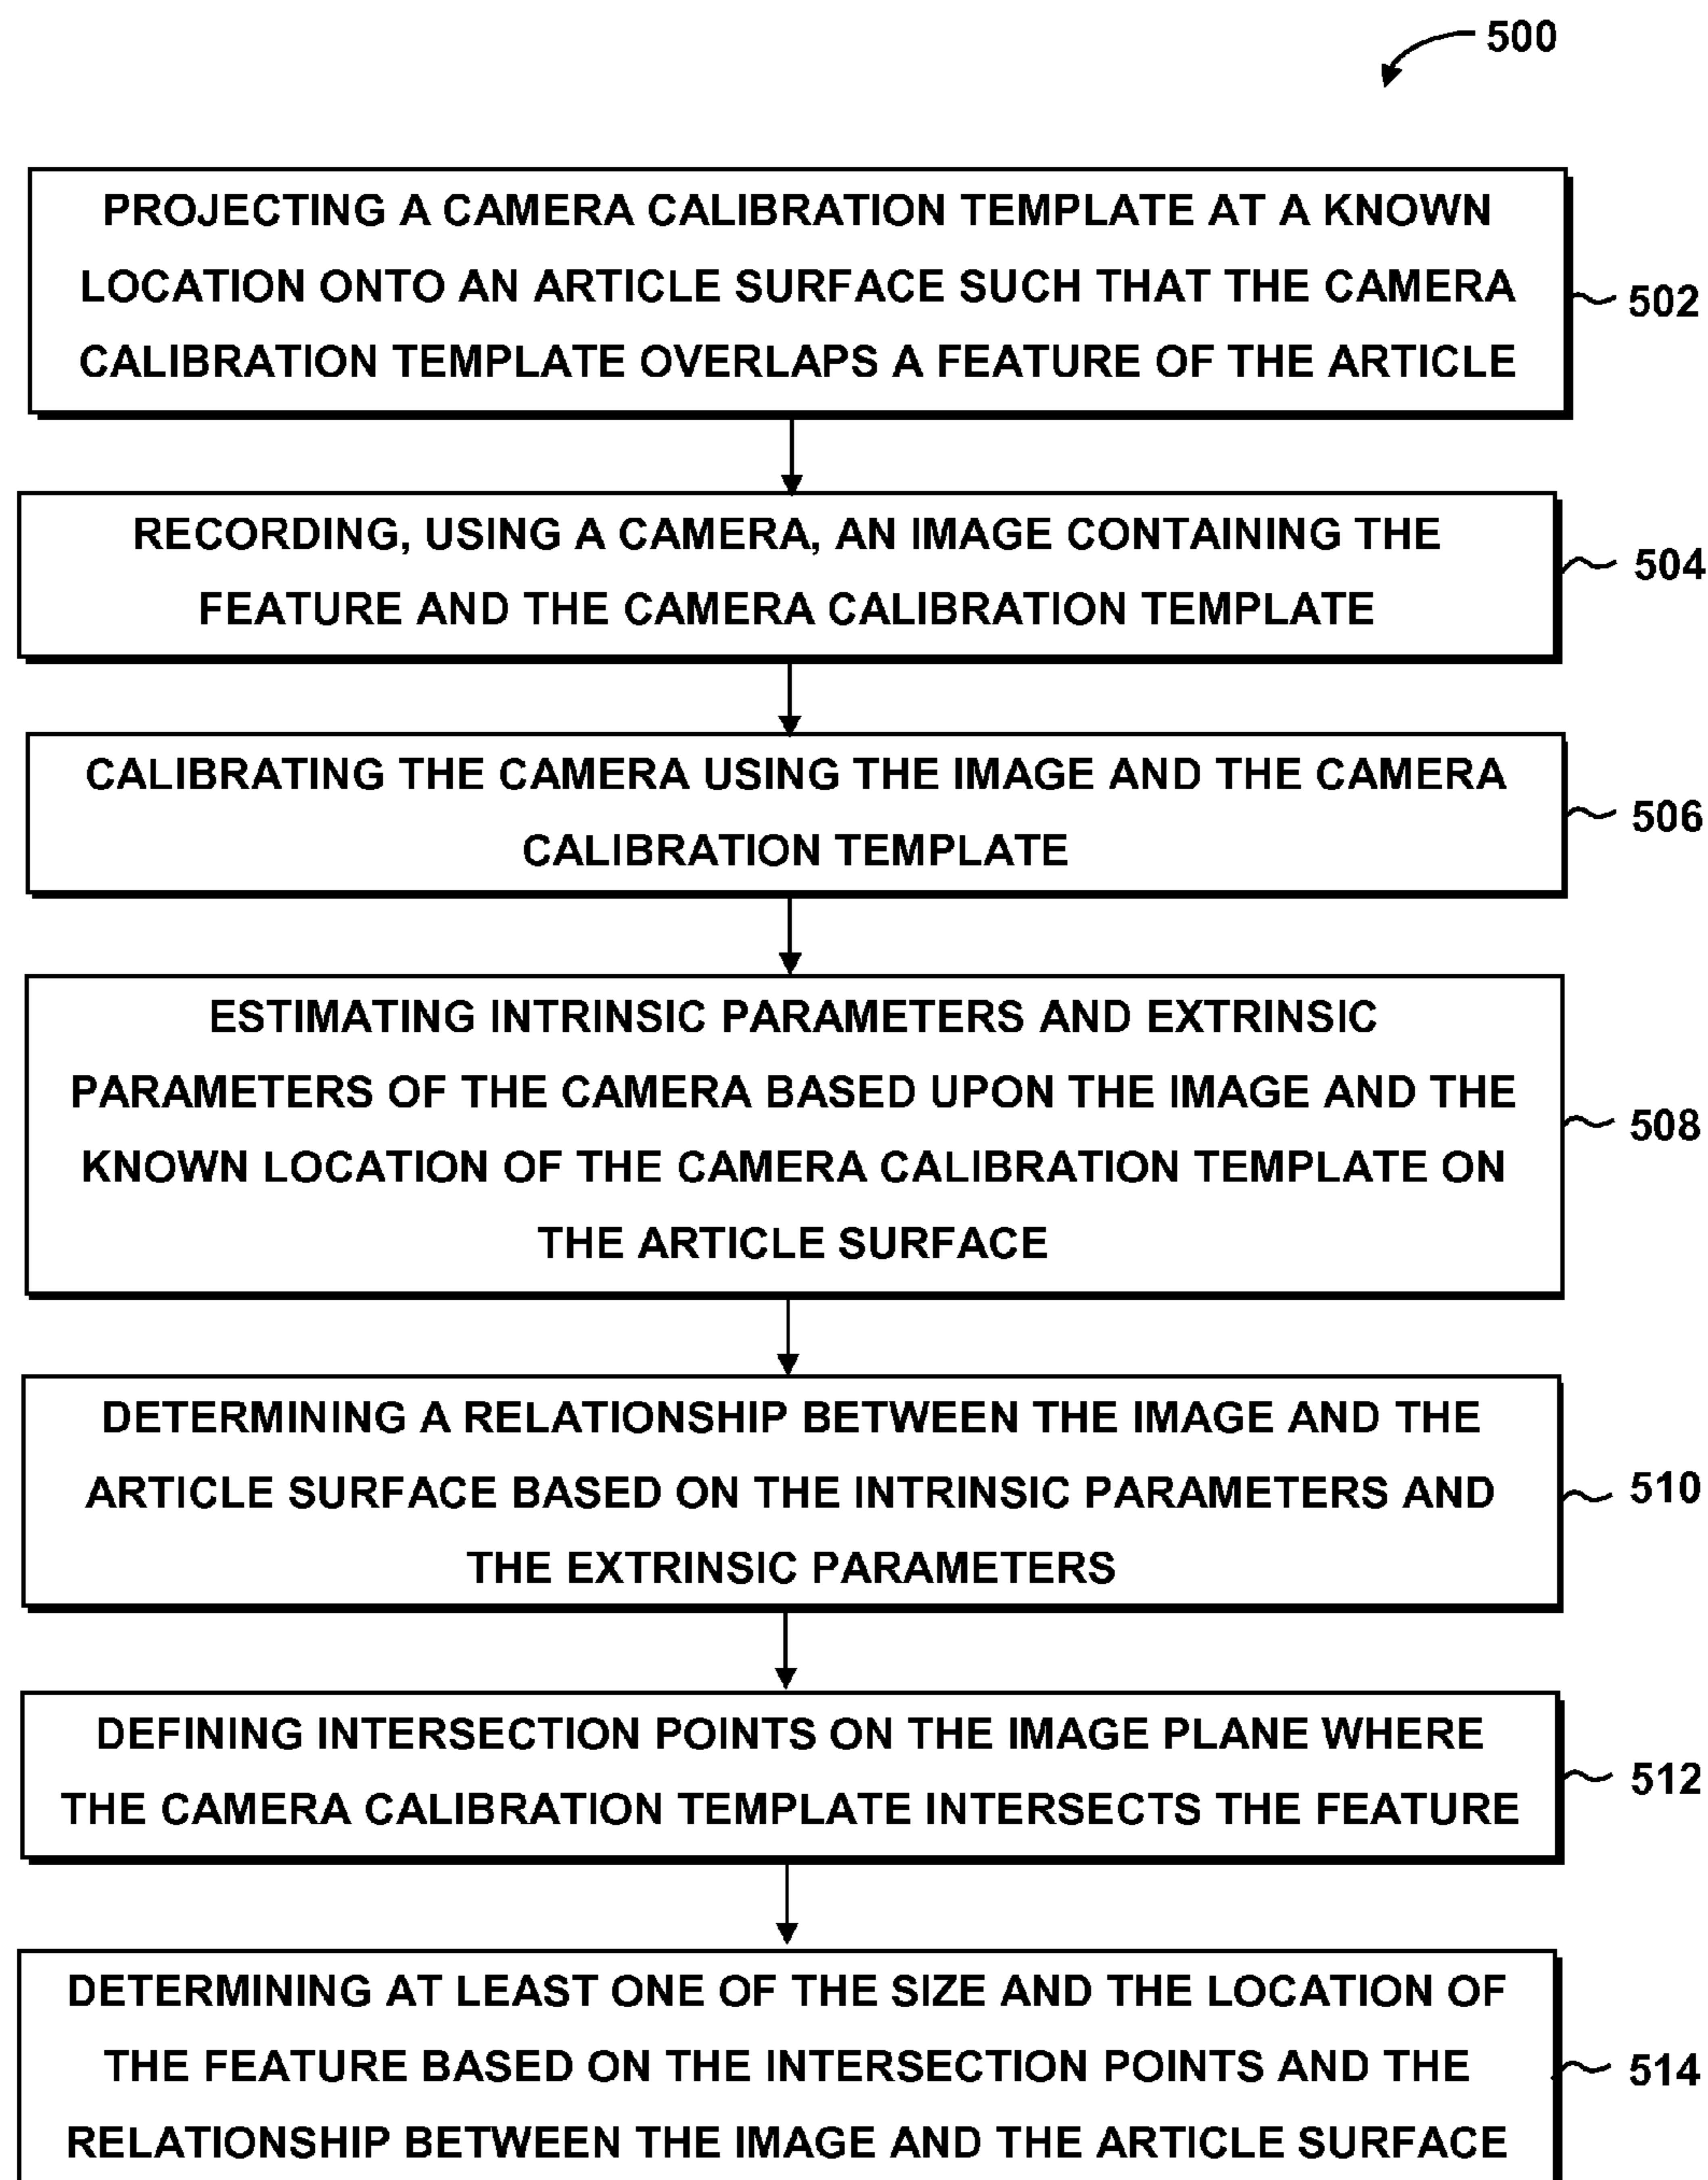 500
PROJECTING A CAMERA CALIBRATION TEMPLATE AT A KNOWN
LOCATION ONTO AN ARTICLE SURFACE SUCH THAT THE CAMERA
CALIBRATION TEMPLATE OVERLAPS A FEATURE OF THE ARTICLE
502
RECORDING, USING A CAMERA, AN IMAGE CONTAINING THE
FEATURE AND THE CAMERA CALIBRATION TEMPLATE
504
CALIBRATING THE CAMERA USING THE IMAGE AND THE CAMERA
CALIBRATION TEMPLATE
506
ESTIMATING INTRINSIC PARAMETERS AND EXTRINSIC
PARAMETERS OF THE CAMERA BASED UPON THE IMAGE AND THE
KNOWN LOCATION OF THE CAMERA CALIBRATION TEMPLATE ON
THE ARTICLE SURFACE
508
DETERMINING A RELATIONSHIP BETWEEN THE IMAGE AND THE
ARTICLE SURFACE BASED ON THE INTRINSIC PARAMETERS AND
THE EXTRINSIC PARAMETERS
510
DEFINING INTERSECTION POINTS ON THE IMAGE PLANE WHERE
THE CAMERA CALIBRATION TEMPLATE INTERSECTS THE FEATURE
512
DETERMINING AT LEAST ONE OF THE SIZE AND THE LOCATION OF
THE FEATURE BASED ON THE INTERSECTION POINTS AND THE
RELATIONSHIP BETWEEN THE IMAGE AND THE ARTICLE SURFACE
514